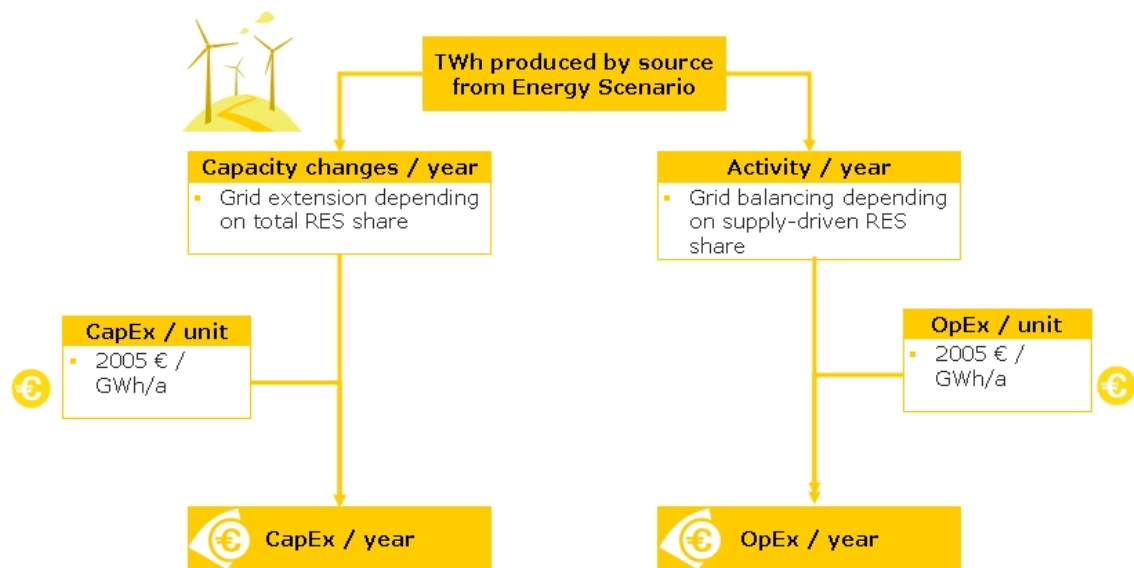 TWh produced by source
from Energy Scenario
Capacity changes / year
▪ Grid extension depending
on total RES share
Activity / year
▪ Grid balancing depending
on supply-driven RES
share
CapEx / unit
▪ 2005 € /
GWh/a
€
OpEx / unit
▪ 2005 € /
GWh/a
€
€ CapEx / year
€ OpEx / year